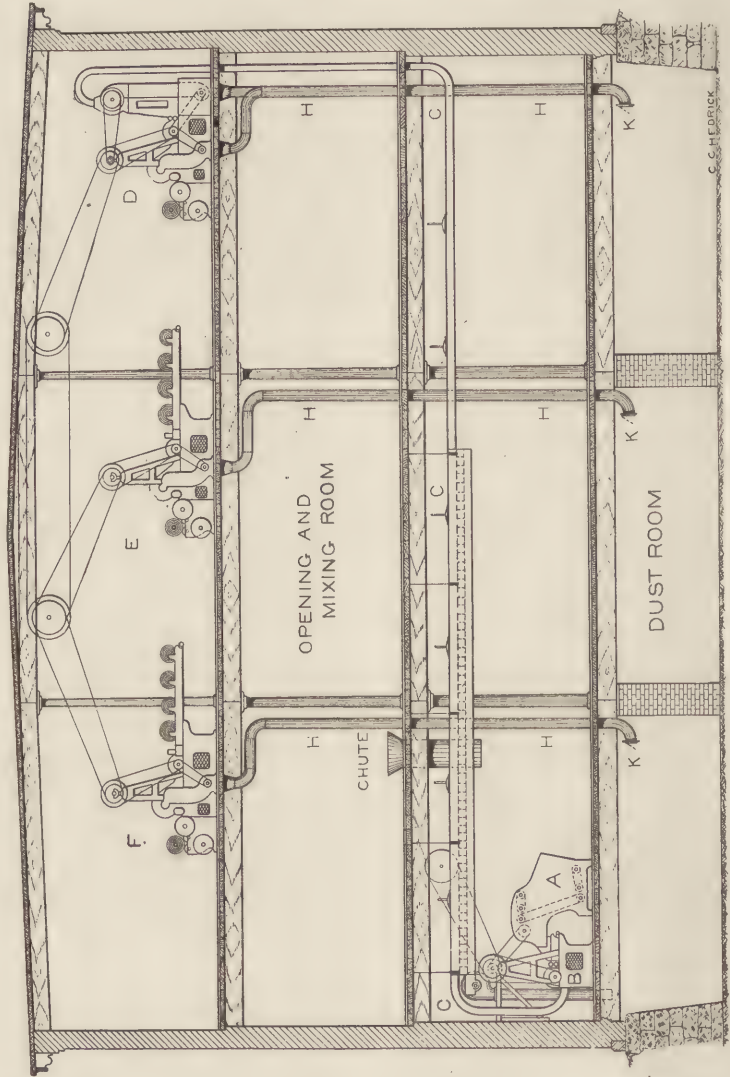 F.
E
D
H
OPENING AND
MIXING ROOM
H
H
CHUTE
C
C
C
H
H
H
A
B
K
K
K
DUST ROOM
C. C. HEDRICK